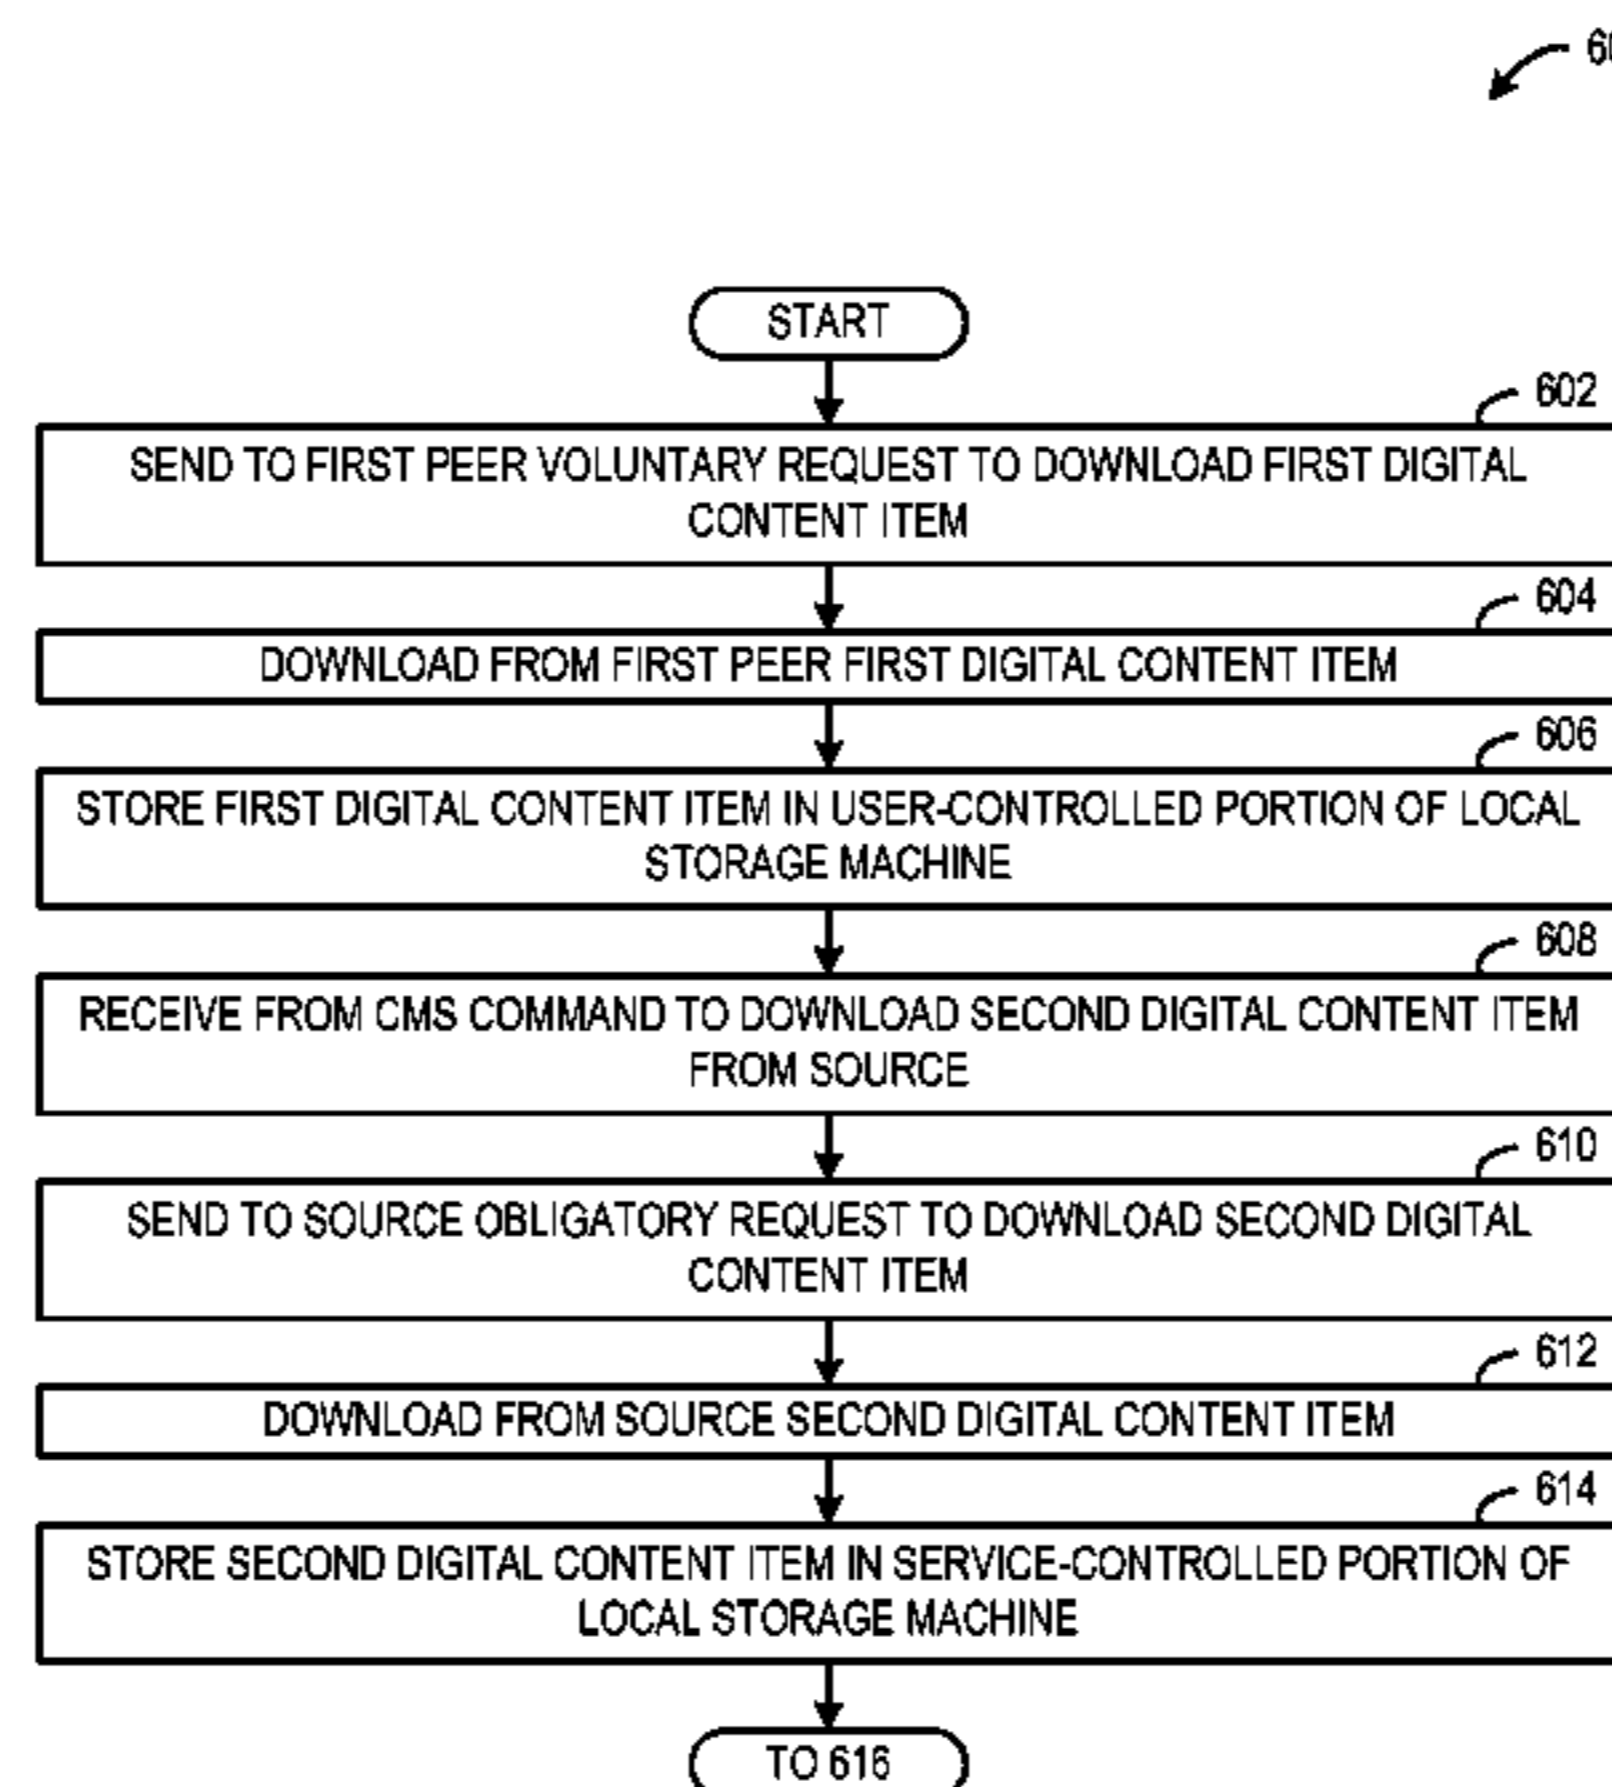 START
602
SEND TO FIRST PEER VOLUNTARY REQUEST TO DOWNLOAD FIRST DIGITAL
CONTENT ITEM
604
DOWNLOAD FROM FIRST PEER FIRST DIGITAL CONTENT ITEM
606
STORE FIRST DIGITAL CONTENT ITEM IN USER-CONTROLLED PORTION OF LOCAL
STORAGE MACHINE
608
RECEIVE FROM CMS COMMAND TO DOWNLOAD SECOND DIGITAL CONTENT ITEM
FROM SOURCE
610
SEND TO SOURCE OBLIGATORY REQUEST TO DOWNLOAD SECOND DIGITAL
CONTENT ITEM
612
DOWNLOAD FROM SOURCE SECOND DIGITAL CONTENT ITEM
614
STORE SECOND DIGITAL CONTENT ITEM IN SERVICE-CONTROLLED PORTION OF
LOCAL STORAGE MACHINE
TO 616